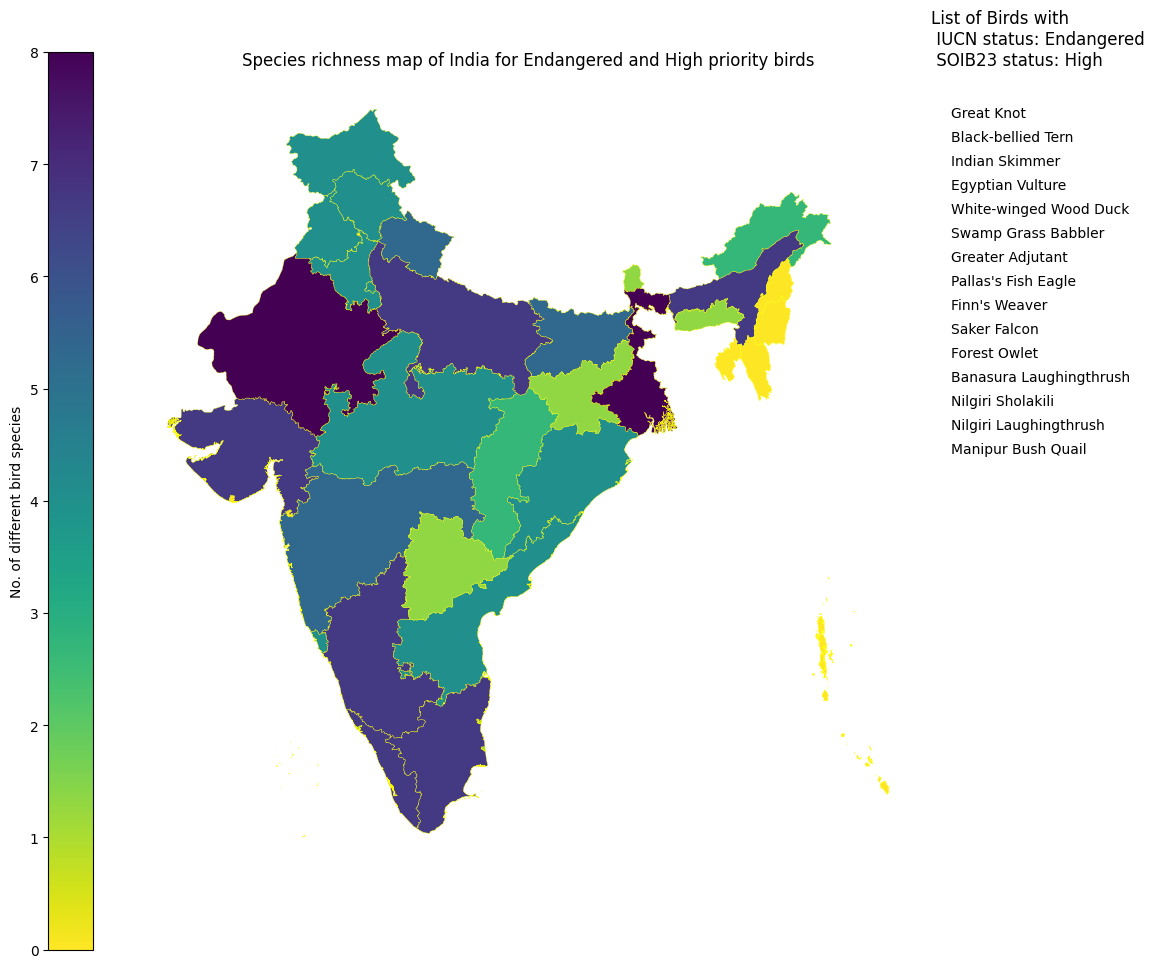 List of Birds with
IUCN status: Endangered
SOIB23 status: High
Species richness map of India for Endangered and High priority birds
8
7
6
5
4
3
2
1
0
No. of different bird species
Great Knot
Black-bellied Tern
Indian Skimmer
Egyptian Vulture
White-winged Wood Duck
Swamp Grass Babbler
Greater Adjutant
Pallas's Fish Eagle
Finn's Weaver
Saker Falcon
Forest Owlet
Banasura Laughingthrush
Nilgiri Sholakili
Nilgiri Laughingthrush
Manipur Bush Quail